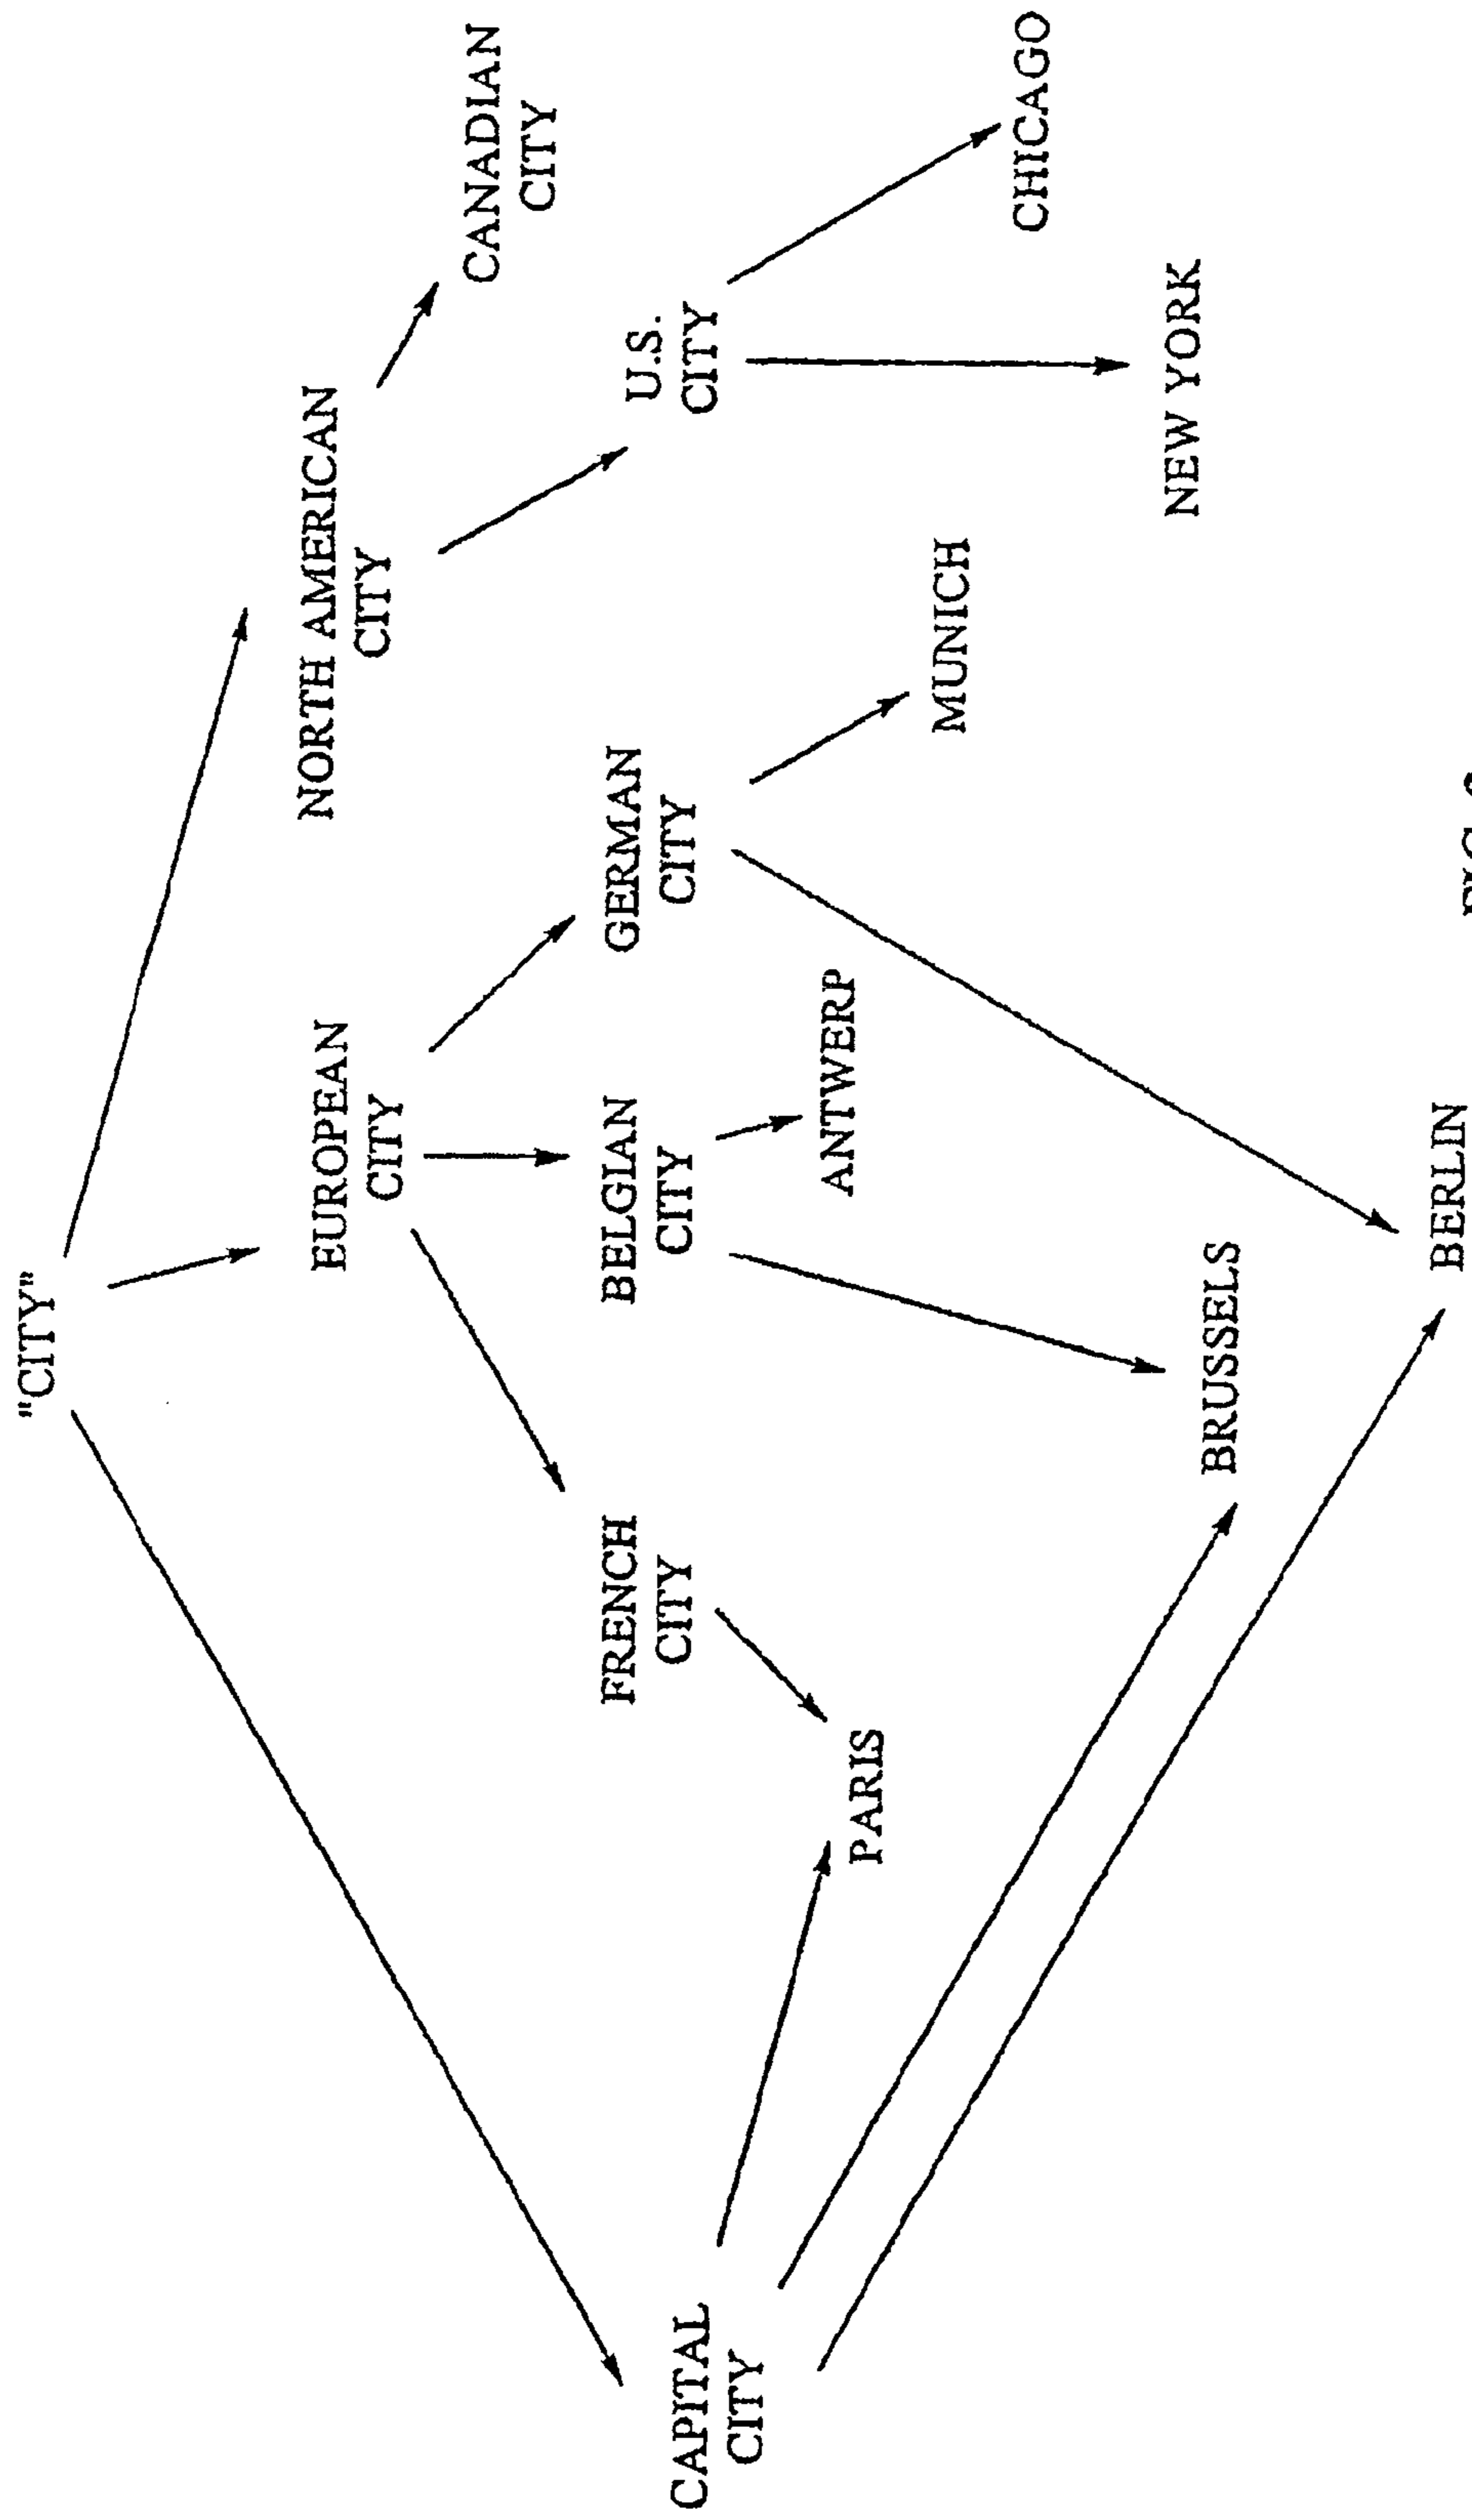 "CITY"
EUROPEAN
CITY
NORTH AMERICAN
CITY
CANADIAN
CITY
CAPITAL
CITY
FRENCH
CITY
BELGIAN
CITY
GERMAN
CITY
U.S.
CITY
PARIS
ANTWERP
MUNICH
CHICAGO
BRUSSELS
NEW YORK
BERLIN